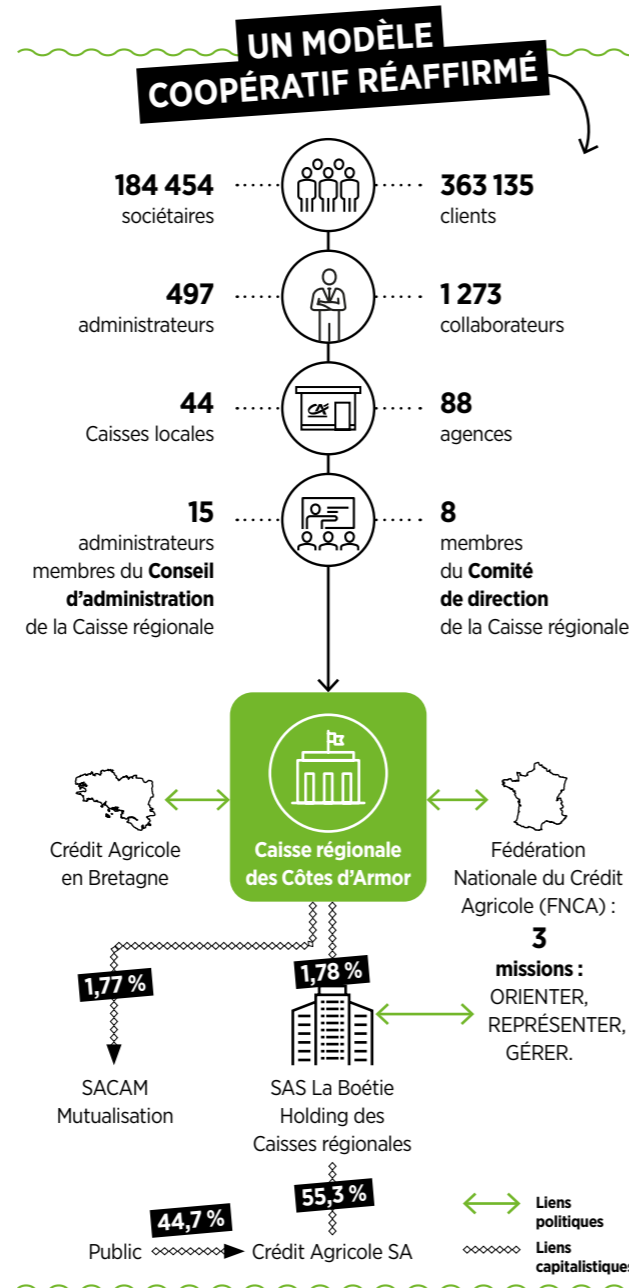 UN MODÈLE
COOPÉRATIF RÉAFFIRMÉ
184 454
sociétaires
363 135
clients
497
administrateurs
1 273
collaborateurs
44
Caisses locales
88
agences
CA
15
administrateurs
membres du Conseil
d'administration
de la Caisse régionale
8
membres
du Comité
de direction
de la Caisse régionale
Caisse régionale
des Côtes d'Armor
Crédit Agricole
en Bretagne
Fédération
Nationale du Crédit
Agricole (FNCA) :
3
missions :
ORIENTER,
REPRÉSENTER,
GÉRER.
1,77 %
1,78 %
SACAM
Mutualisation
SAS La Boétie
Holding des
Caisses régionales
55,3 %
44,7 %
Public
Crédit Agricole SA
Liens
politiques
Liens
capitalistiques